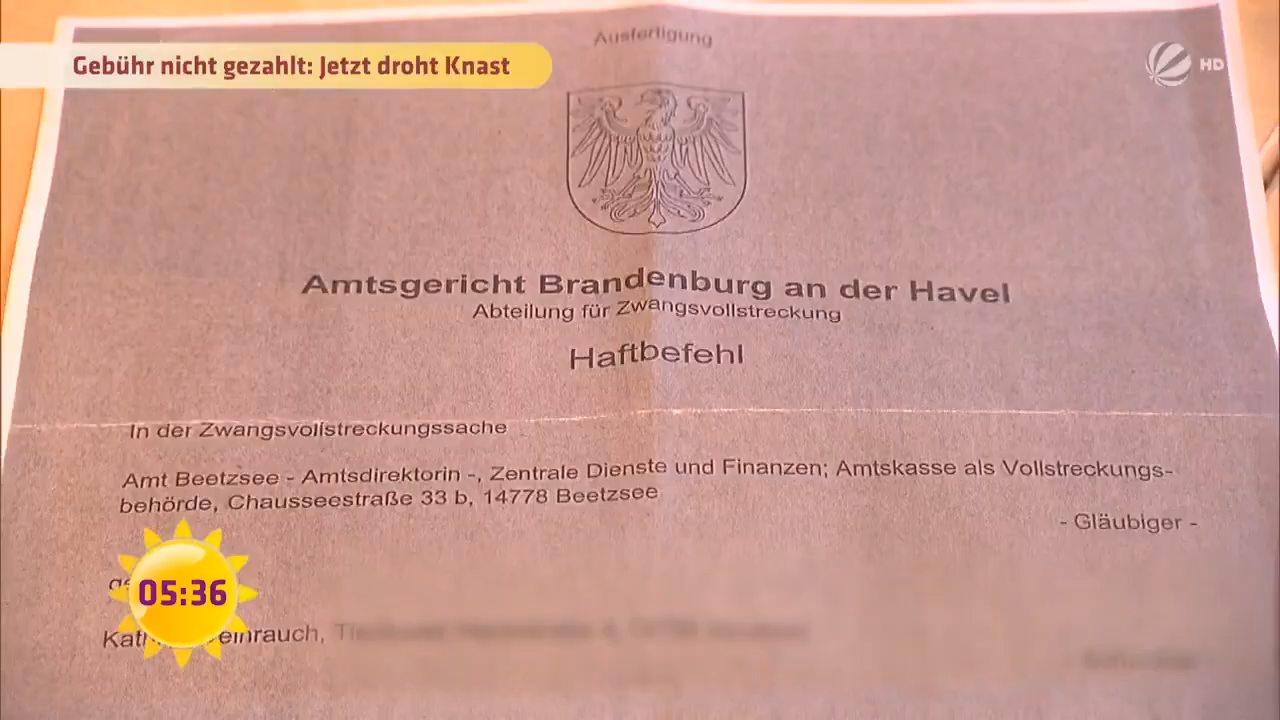 Ausfertigung
Gebühr nicht gezahlt: Jetzt droht Knast
HD
Amtsgericht Brandenburg an der Havel
Abteilung für Zwangsvollstreckung
Haftbefehl
In der Zwangsvollstreckungssache
Amt Beetzsee - Amtsdirektorin -, Zentrale Dienste und Finanzen; Amtskasse als Vollstreckungs-
behörde, Chausseestraße 33 b, 14778 Beetzsee
- Gläubiger -
05:36